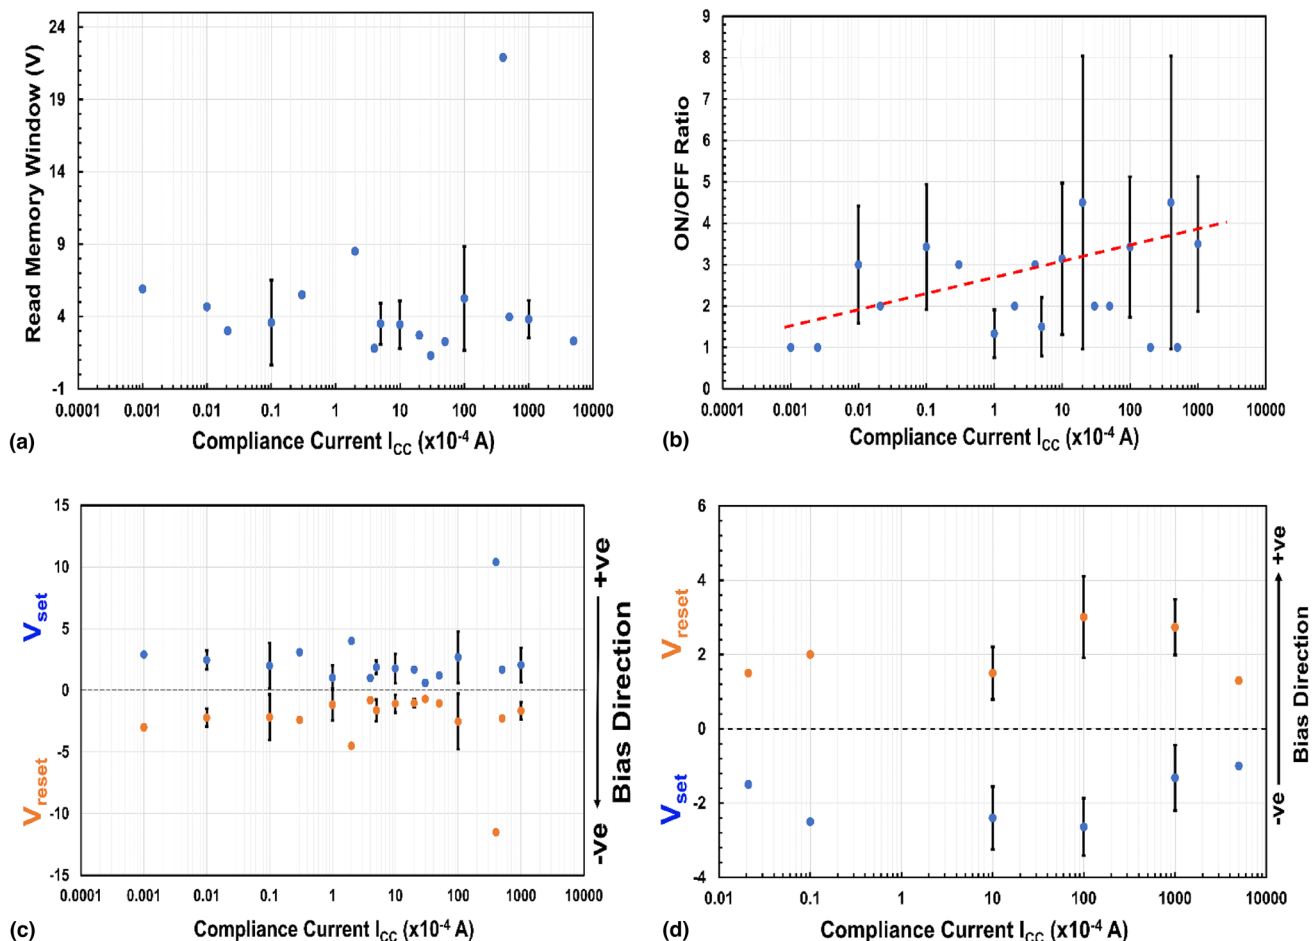 Read Memory Window (V)
24
19
14
9
4
-1
0.0001 0.001 0.01 0.1 1 10 100 1000 10000
(a)
Compliance Current I_CC (x10⁻⁴ A)
ON/OFF Ratio
9
8
7
6
5
4
3
2
1
0
0.0001 0.001 0.01 0.1 1 10 100 1000 10000
(b)
Compliance Current I_CC (x10⁻⁴ A)
15
10
5
0
-5
-10
-15
V_set
V_reset
+ve
Bias Direction
-ve
0.0001 0.001 0.01 0.1 1 10 100 1000 10000
(c)
Compliance Current I_CC (x10⁻⁴ A)
6
4
2
0
-2
-4
V_reset
V_set
+ve
Bias Direction
-ve
0.01 0.1 1 10 100 1000 10000
(d)
Compliance Current I_CC (x10⁻⁴ A)